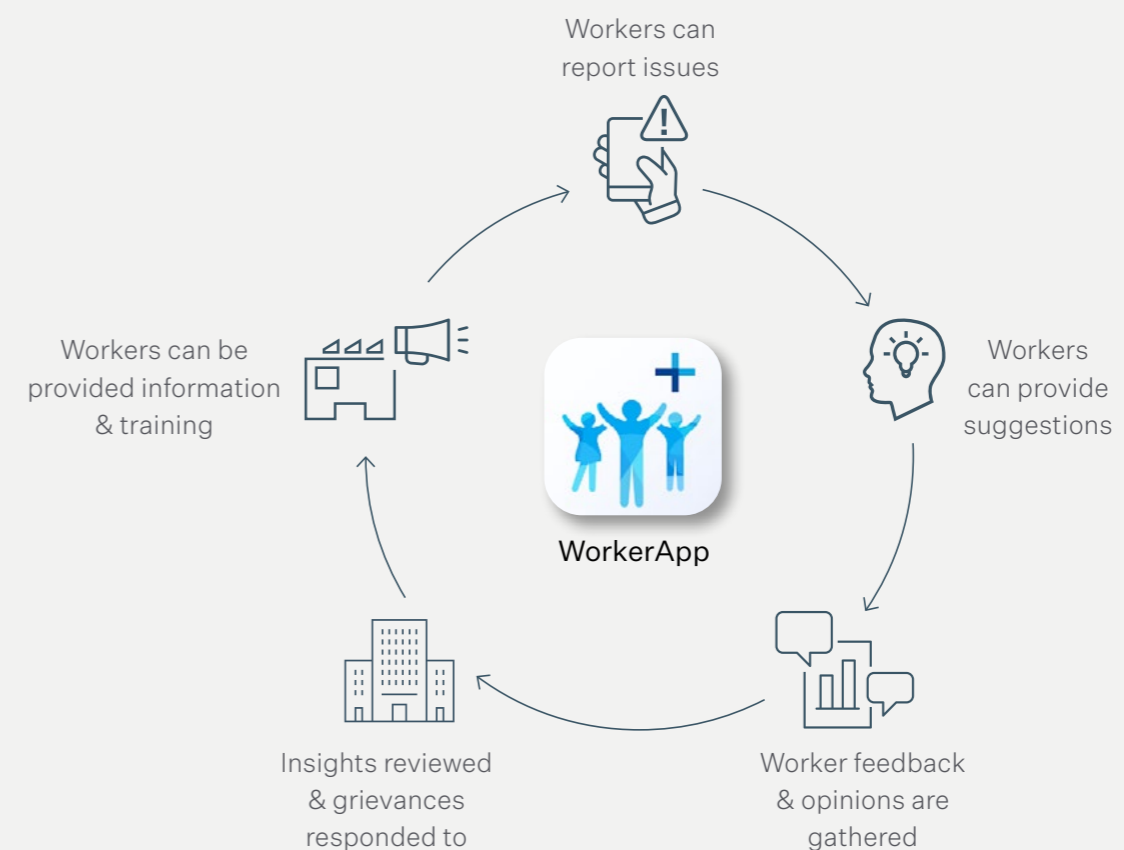 Workers can
report issues
Workers can be
provided information
& training
Workers
can provide
suggestions
WorkerApp
Insights reviewed
& grievances
responded to
Worker feedback
& opinions are
gathered